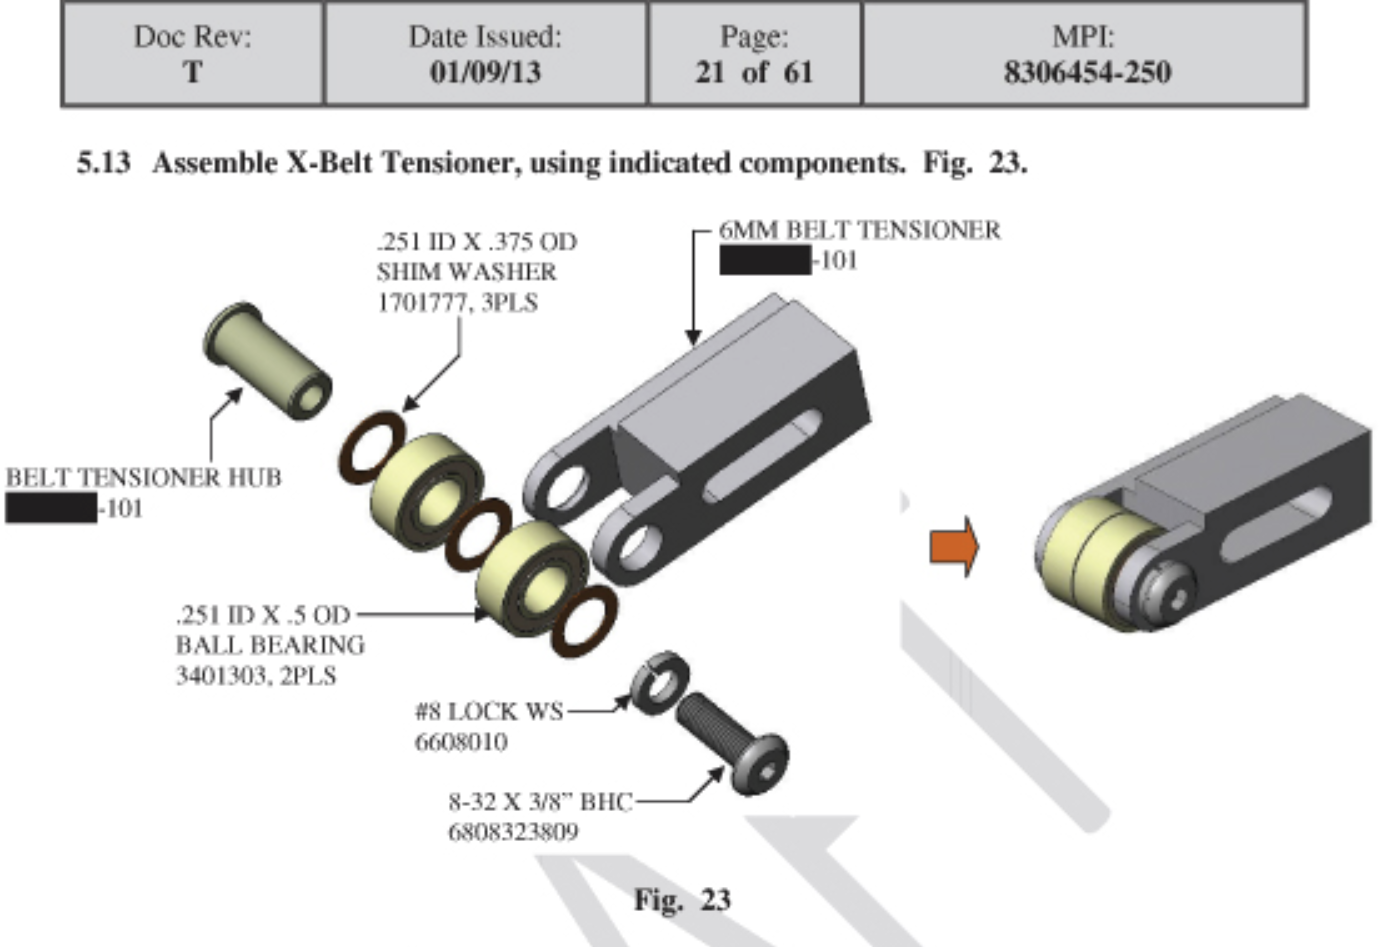 Doc Rev:
T
Date Issued:
01/09/13
Page:
21 of 61
MPI:
8306454-250
5.13 Assemble X-Belt Tensioner, using indicated components. Fig. 23.
.251 ID X .375 OD
SHIM WASHER
1701777, 3PLS
6MM BELT TENSIONER
-101
BELT TENSIONER HUB
-101
.251 ID X .5 OD
BALL BEARING
3401303, 2PLS
#8 LOCK WS
6608010
8-32 X 3/8” BHC
6808323809
Fig. 23